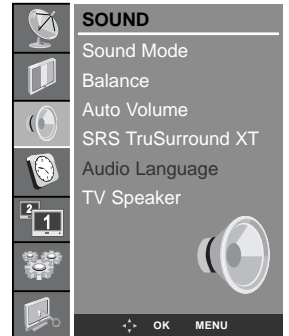 SOUND
Sound Mode
Balance
Auto Volume
SRS TruSurround XT
Audio Language
TV Speaker
2
1
OK MENU